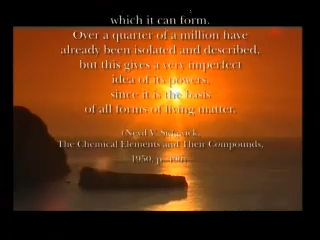 which it can form.
Over a quarter of a million have
already been isolated and described,
but this gives a very imperfect
idea of its powers,
since it is the basis
of all forms of living matter.
(Nevil V. Sidgwick,
The Chemical Elements and Their Compounds,
1950, p.